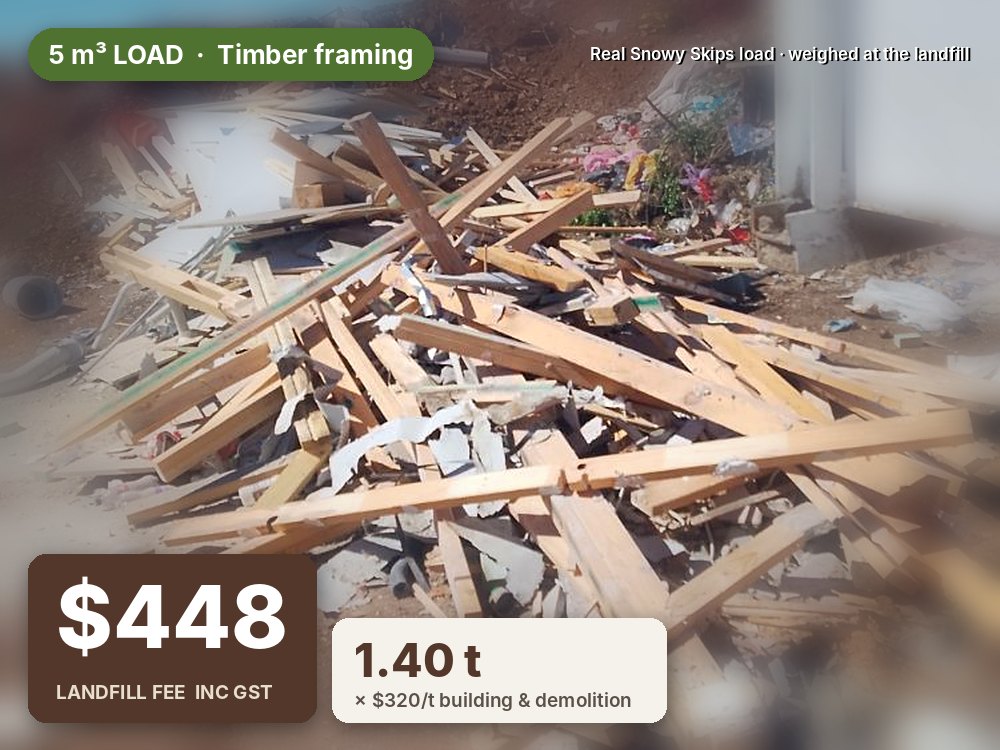 5 m³ LOAD · Timber framing
Real Snowy Skips load · weighed at the landfill
$448
LANDFILL FEE INC GST
1.40 t
× $320/t building & demolition